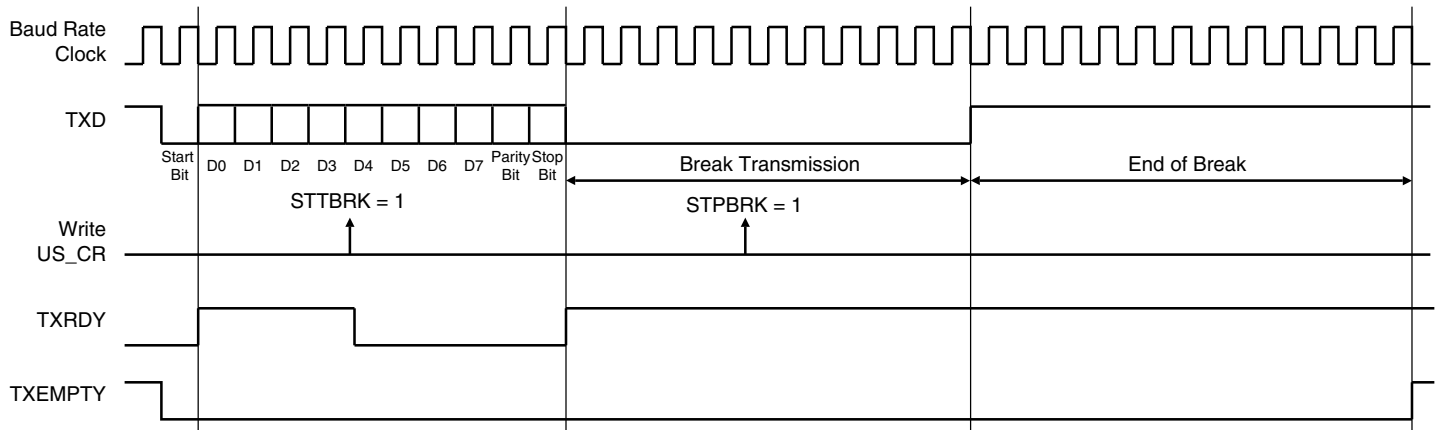 Baud Rate
Clock
TXD
Start
Bit
D0 D1 D2 D3 D4 D5 D6 D7
Parity
Bit
Stop
Bit
Break Transmission
End of Break
STTBRK = 1
STPBRK = 1
Write
US_CR
TXRDY
TXEMPTY